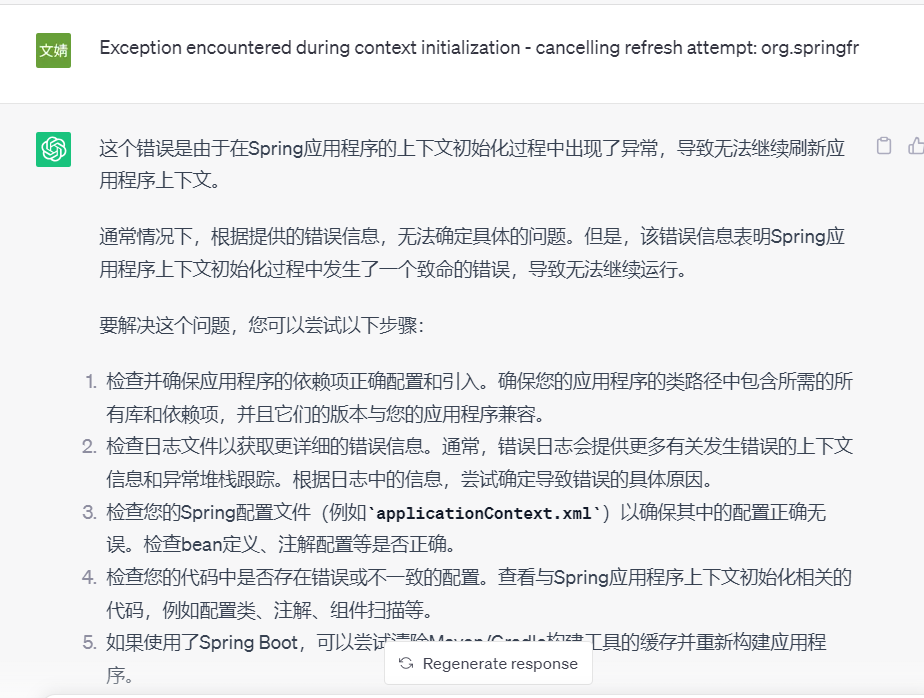 文婧
Exception encountered during context initialization - cancelling refresh attempt: org.springfr
这个错误是由于在Spring应用程序的上下文初始化过程中出现了异常，导致无法继续刷新应
用程序上下文。
通常情况下，根据提供的错误信息，无法确定具体的问题。但是，该错误信息表明Spring应
用程序上下文初始化过程中发生了一个致命的错误，导致无法继续运行。
要解决这个问题，您可以尝试以下步骤：
1. 检查并确保应用程序的依赖项正确配置和引入。确保您的应用程序的类路径中包含所需的所
有库和依赖项，并且它们的版本与您的应用程序兼容。
2. 检查日志文件以获取更详细的错误信息。通常，错误日志会提供更多有关发生错误的上下文
信息和异常堆栈跟踪。根据日志中的信息，尝试确定导致错误的具体原因。
3. 检查您的Spring配置文件（例如`applicationContext.xml`）以确保其中的配置正确无
误。检查bean定义、注解配置等是否正确。
4. 检查您的代码中是否存在错误或不一致的配置。查看与Spring应用程序上下文初始化相关的
代码，例如配置类、注解、组件扫描等。
5. 如果使用了Spring Boot，可以尝试清除Maven/Gradle构建工具的缓存并重新构建应用程
序。
Regenerate response